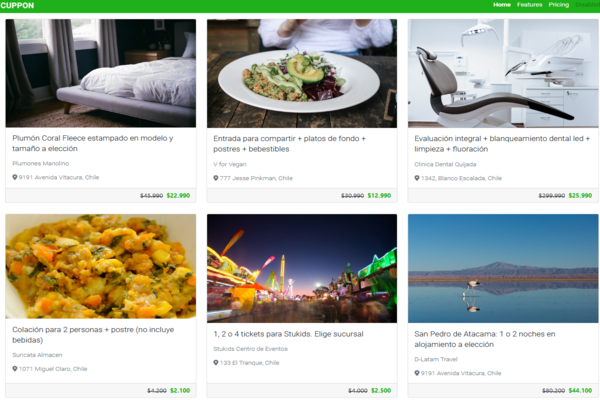 CUPPON
Home Features Pricing Disabled
Plumón Coral Fleece estampado en modelo y
tamaño a elección
Plumones Manolino
9191 Avenida Vitacura, Chile
$45.990 $22.990
Entrada para compartir + platos de fondo +
postres + bebestibles
V for Vegan
777 Jesse Pinkman, Chile
$30.990 $12.990
Evaluación integral + blanqueamiento dental led +
limpieza + fluoración
Clinica Dental Quijada
1342, Blanco Escalada, Chile
$299.990 $25.990
Colación para 2 personas + postre (no incluye
bebidas)
Suricata Almacen
1071 Miguel Claro, Chile
$4.200 $2.100
1, 2 o 4 tickets para Stukids. Elige sucursal
Stukids Centro de Eventos
133 El Tranque, Chile
$4.000 $2.500
San Pedro de Atacama: 1 o 2 noches en
alojamiento a elección
D-Latam Travel
9191 Avenida Vitacura, Chile
$80.200 $44.100